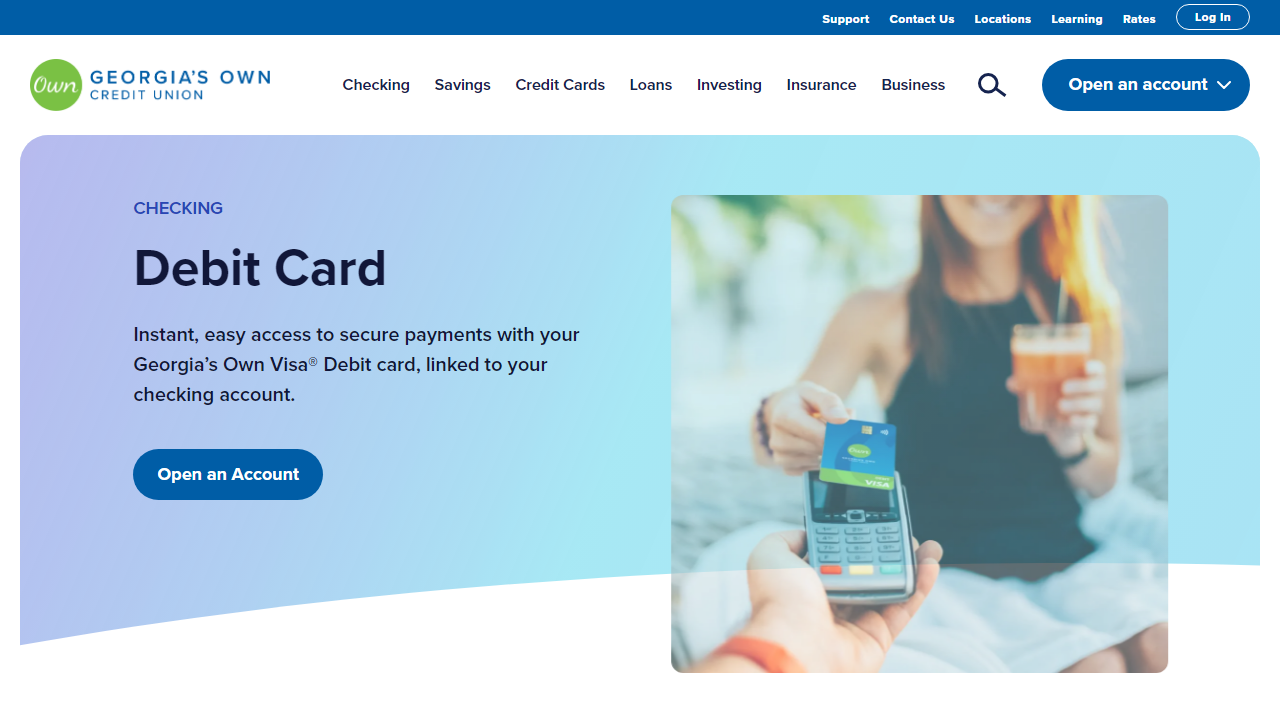 Support Contact Us Locations Learning Rates Log In
Own GEORGIA'S OWN
CREDIT UNION
Checking Savings Credit Cards Loans Investing Insurance Business Open an account
CHECKING
Debit Card
Instant, easy access to secure payments with your
Georgia’s Own Visa® Debit card, linked to your
checking account.
Open an Account
Own
VISA